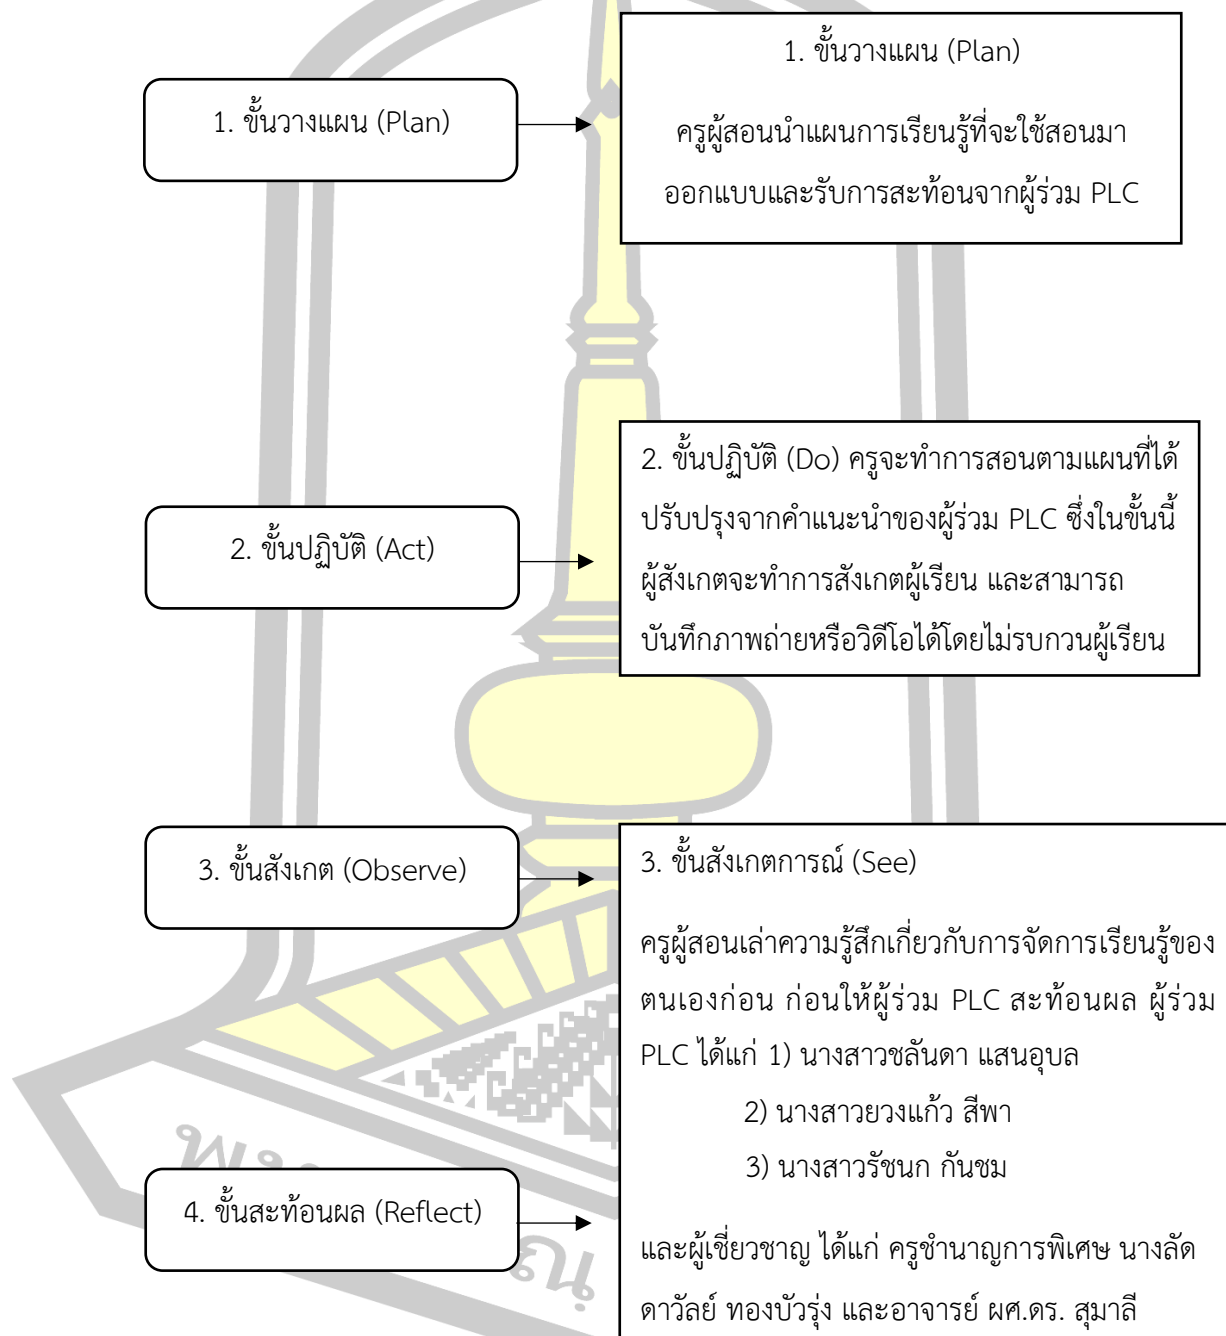 1. ขั้นวางแผน (Plan)
1. ขั้นวางแผน (Plan)
ครูผู้สอนนำแผนการเรียนรู้ที่จะใช้สอนมา
ออกแบบและรับการสะท้อนจากผู้ร่วม PLC
2. ขั้นปฏิบัติ (Act)
2. ขั้นปฏิบัติ (Do) ครูจะทำการสอนตามแผนที่ได้
ปรับปรุงจากคำแนะนำของผู้ร่วม PLC ซึ่งในขั้นนี้
ผู้สังเกตจะทำการสังเกตผู้เรียน และสามารถ
บันทึกภาพถ่ายหรือวิดีโอได้โดยไม่รบกวนผู้เรียน
3. ขั้นสังเกต (Observe)
3. ขั้นสังเกตการณ์ (See)
ครูผู้สอนเล่าความรู้สึกเกี่ยวกับการจัดการเรียนรู้ของ
ตนเองก่อน ก่อนให้ผู้ร่วม PLC สะท้อนผล ผู้ร่วม
PLC ได้แก่ 1) นางสาวชลันดา แสนอุบล
2) นางสาวยวงแก้ว สีพา
3) นางสาวรัชนก กันชม
4. ขั้นสะท้อนผล (Reflect)
และผู้เชี่ยวชาญ ได้แก่ ครูชำนาญการพิเศษ นางลัด
ดาวัลย์ ทองบัวรุ่ง และอาจารย์ ผศ.ดร. สุมาลี